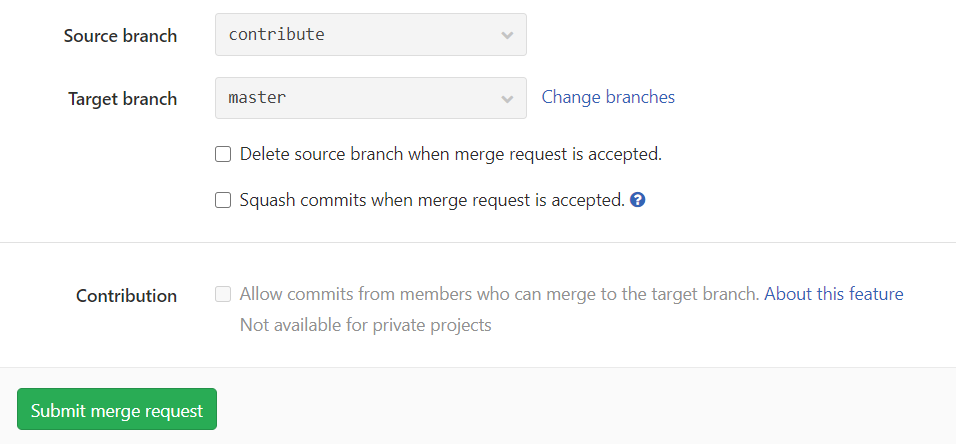 Source branch contribute
Target branch master Change branches
Delete source branch when merge request is accepted.
Squash commits when merge request is accepted. ?
Contribution Allow commits from members who can merge to the target branch. About this feature
Not available for private projects
Submit merge request